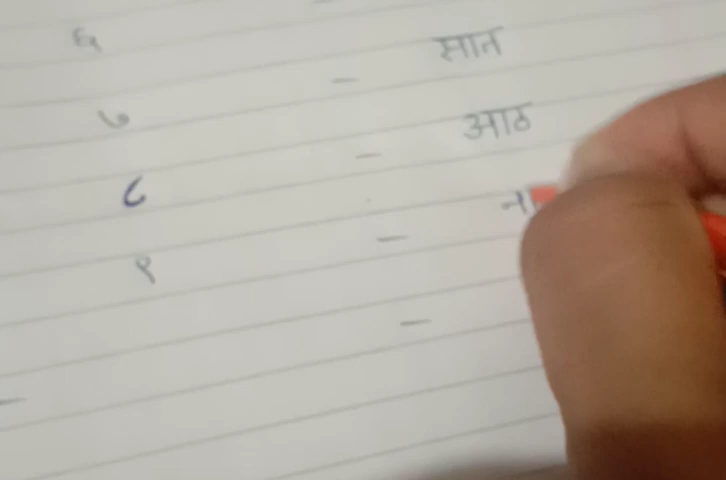 ६ -
७ - सात
८ - आठ
९ -
- -